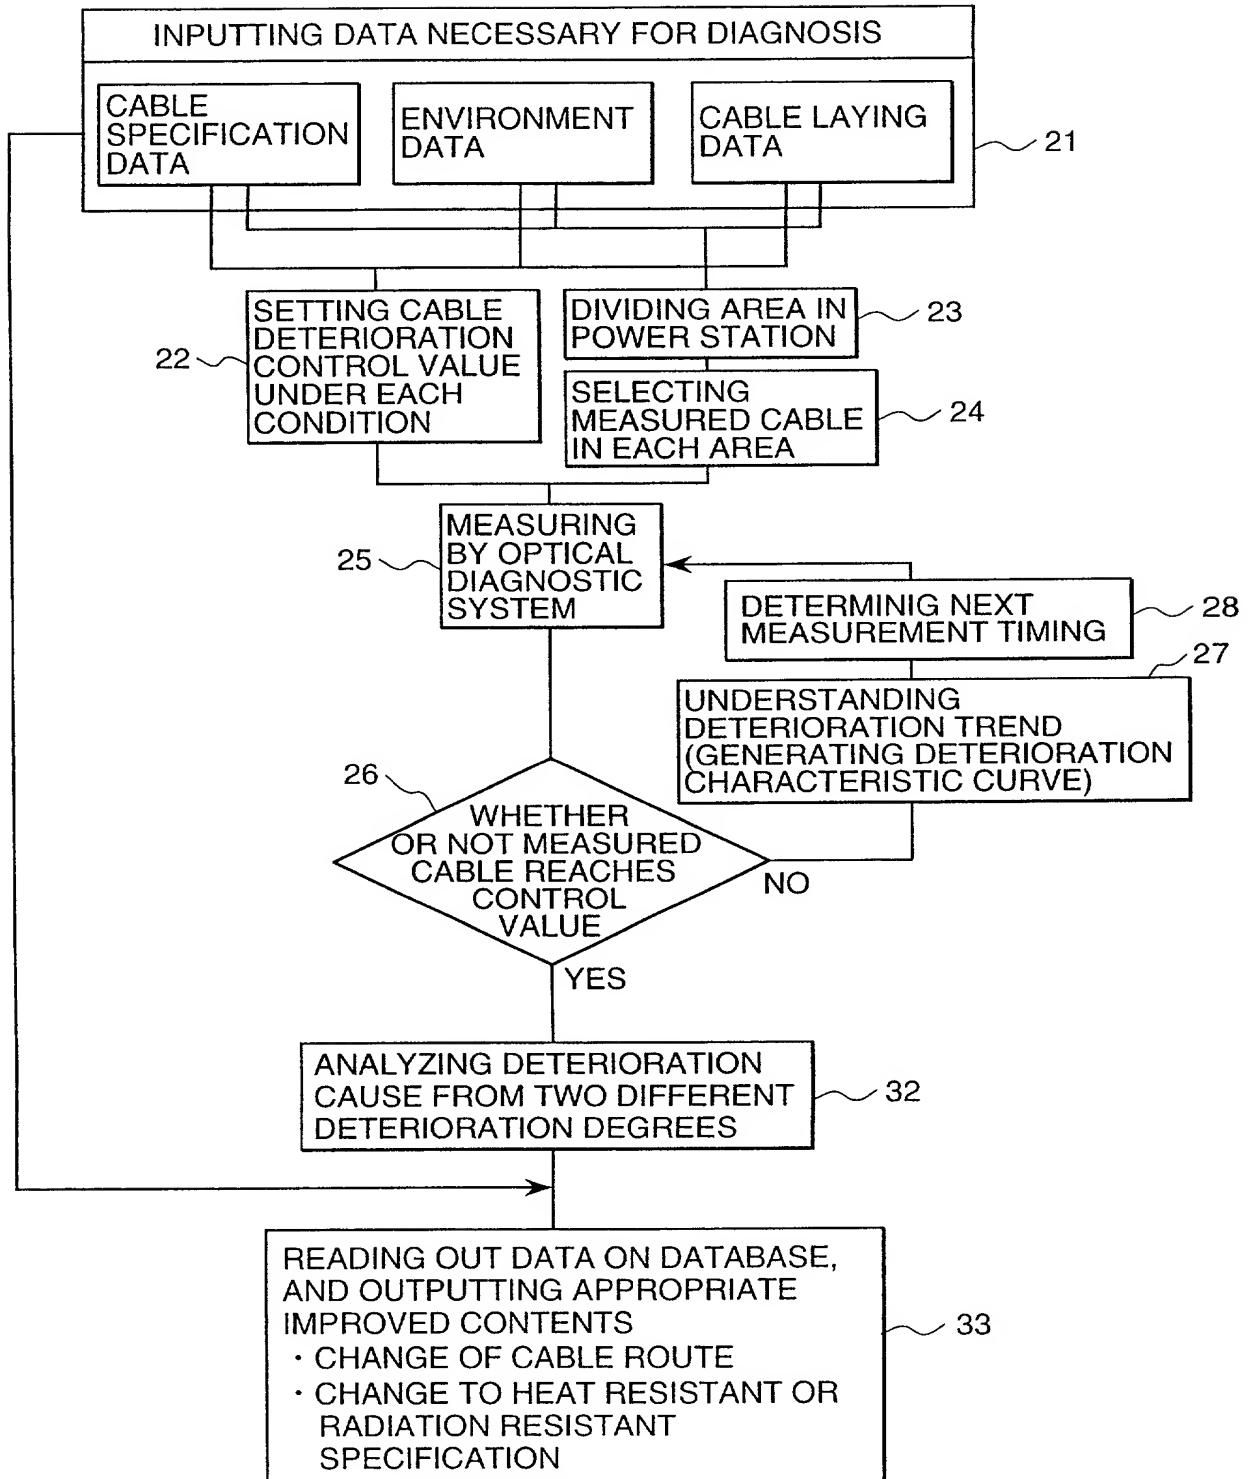 INPUTTING DATA NECESSARY FOR DIAGNOSIS
CABLE
SPECIFICATION
DATA
ENVIRONMENT
DATA
CABLE LAYING
DATA
21
SETTING CABLE
DETERIORATION
CONTROL VALUE
UNDER EACH
CONDITION
22
DIVIDING AREA IN
POWER STATION
23
SELECTING
MEASURED CABLE
IN EACH AREA
24
MEASURING
BY OPTICAL
DIAGNOSTIC
SYSTEM
25
DETERMINIG NEXT
MEASUREMENT TIMING
28
27
UNDERSTANDING
DETERIORATION TREND
(GENERATING DETERIORATION
CHARACTERISTIC CURVE)
26
WHETHER
OR NOT MEASURED
CABLE REACHES
CONTROL
VALUE
NO
YES
ANALYZING DETERIORATION
CAUSE FROM TWO DIFFERENT
DETERIORATION DEGREES
32
READING OUT DATA ON DATABASE,
AND OUTPUTTING APPROPRIATE
IMPROVED CONTENTS
・CHANGE OF CABLE ROUTE
・CHANGE TO HEAT RESISTANT OR
RADIATION RESISTANT
SPECIFICATION
33